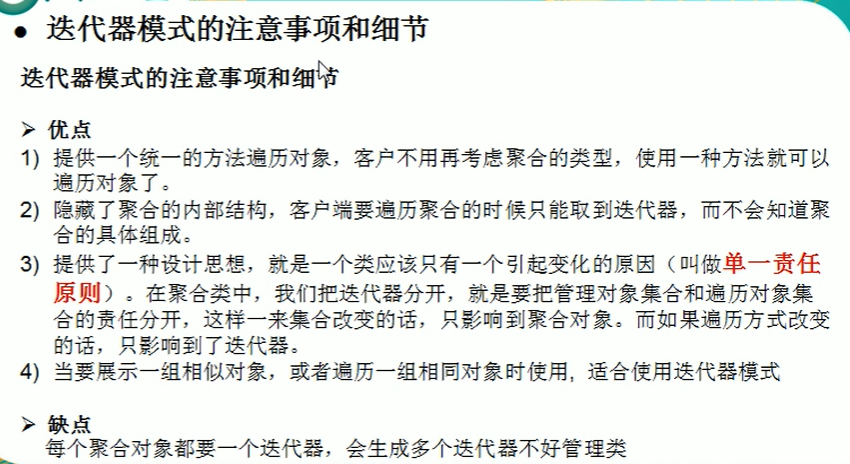 ● 迭代器模式的注意事项和细节
迭代器模式的注意事项和细节
➢ 优点
1) 提供一个统一的方法遍历对象，客户不用再考虑聚合的类型，使用一种方法就可以
遍历对象了。
2) 隐藏了聚合的内部结构，客户端要遍历聚合的时候只能取到迭代器，而不会知道聚
合的具体组成。
3) 提供了一种设计思想，就是一个类应该只有一个引起变化的原因（叫做单一责任
原则）。在聚合类中，我们把迭代器分开，就是要把管理对象集合和遍历对象集
合的责任分开，这样一来集合改变的话，只影响到聚合对象。而如果遍历方式改变
的话，只影响到了迭代器。
4) 当要展示一组相似对象，或者遍历一组相同对象时使用, 适合使用迭代器模式
➢ 缺点
每个聚合对象都要一个迭代器，会生成多个迭代器不好管理类